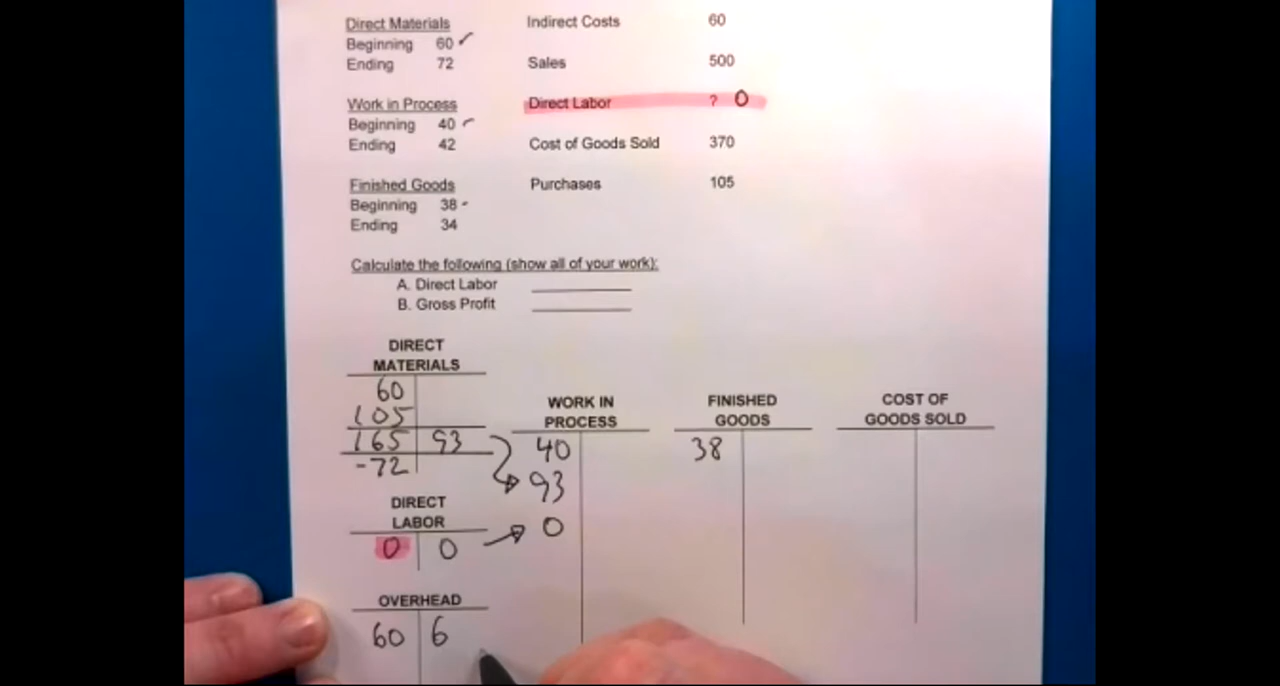 Direct Materials
Beginning 60 ✓
Ending 72
Work in Process
Beginning 40
Ending 42
Finished Goods
Beginning 38
Ending 34
Indirect Costs 60
Sales 500
Direct Labor ? 0
Cost of Goods Sold 370
Purchases 105
Calculate the following (show all of your work):
A. Direct Labor
B. Gross Profit
DIRECT
MATERIALS
60
105
165 93
-72
DIRECT
LABOR
0 0
OVERHEAD
60 6
WORK IN
PROCESS
40
93
0
FINISHED
GOODS
38
COST OF
GOODS SOLD